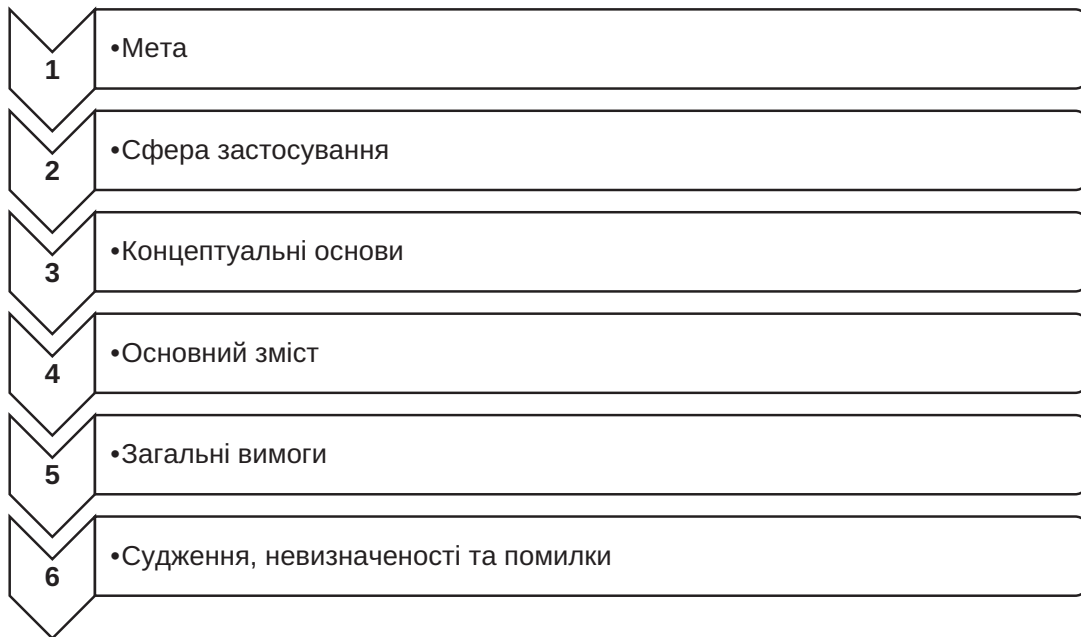 1
•Мета
2
•Сфера застосування
3
•Концептуальні основи
4
•Основний зміст
5
•Загальні вимоги
6
•Судження, невизначеності та помилки